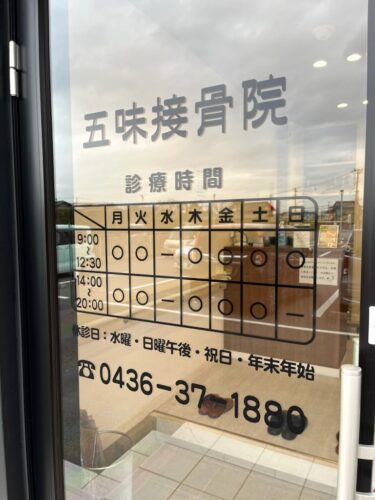 五味接骨院
診療時間
月 火 水 木 金 土 日
9:00 〜 12:30 ○ ○ － ○ ○ ○ ○
14:00 〜 20:00 ○ ○ － ○ ○ ○ －
休診日：水曜・日曜午後・祝日・年末年始
☎0436-37-1880